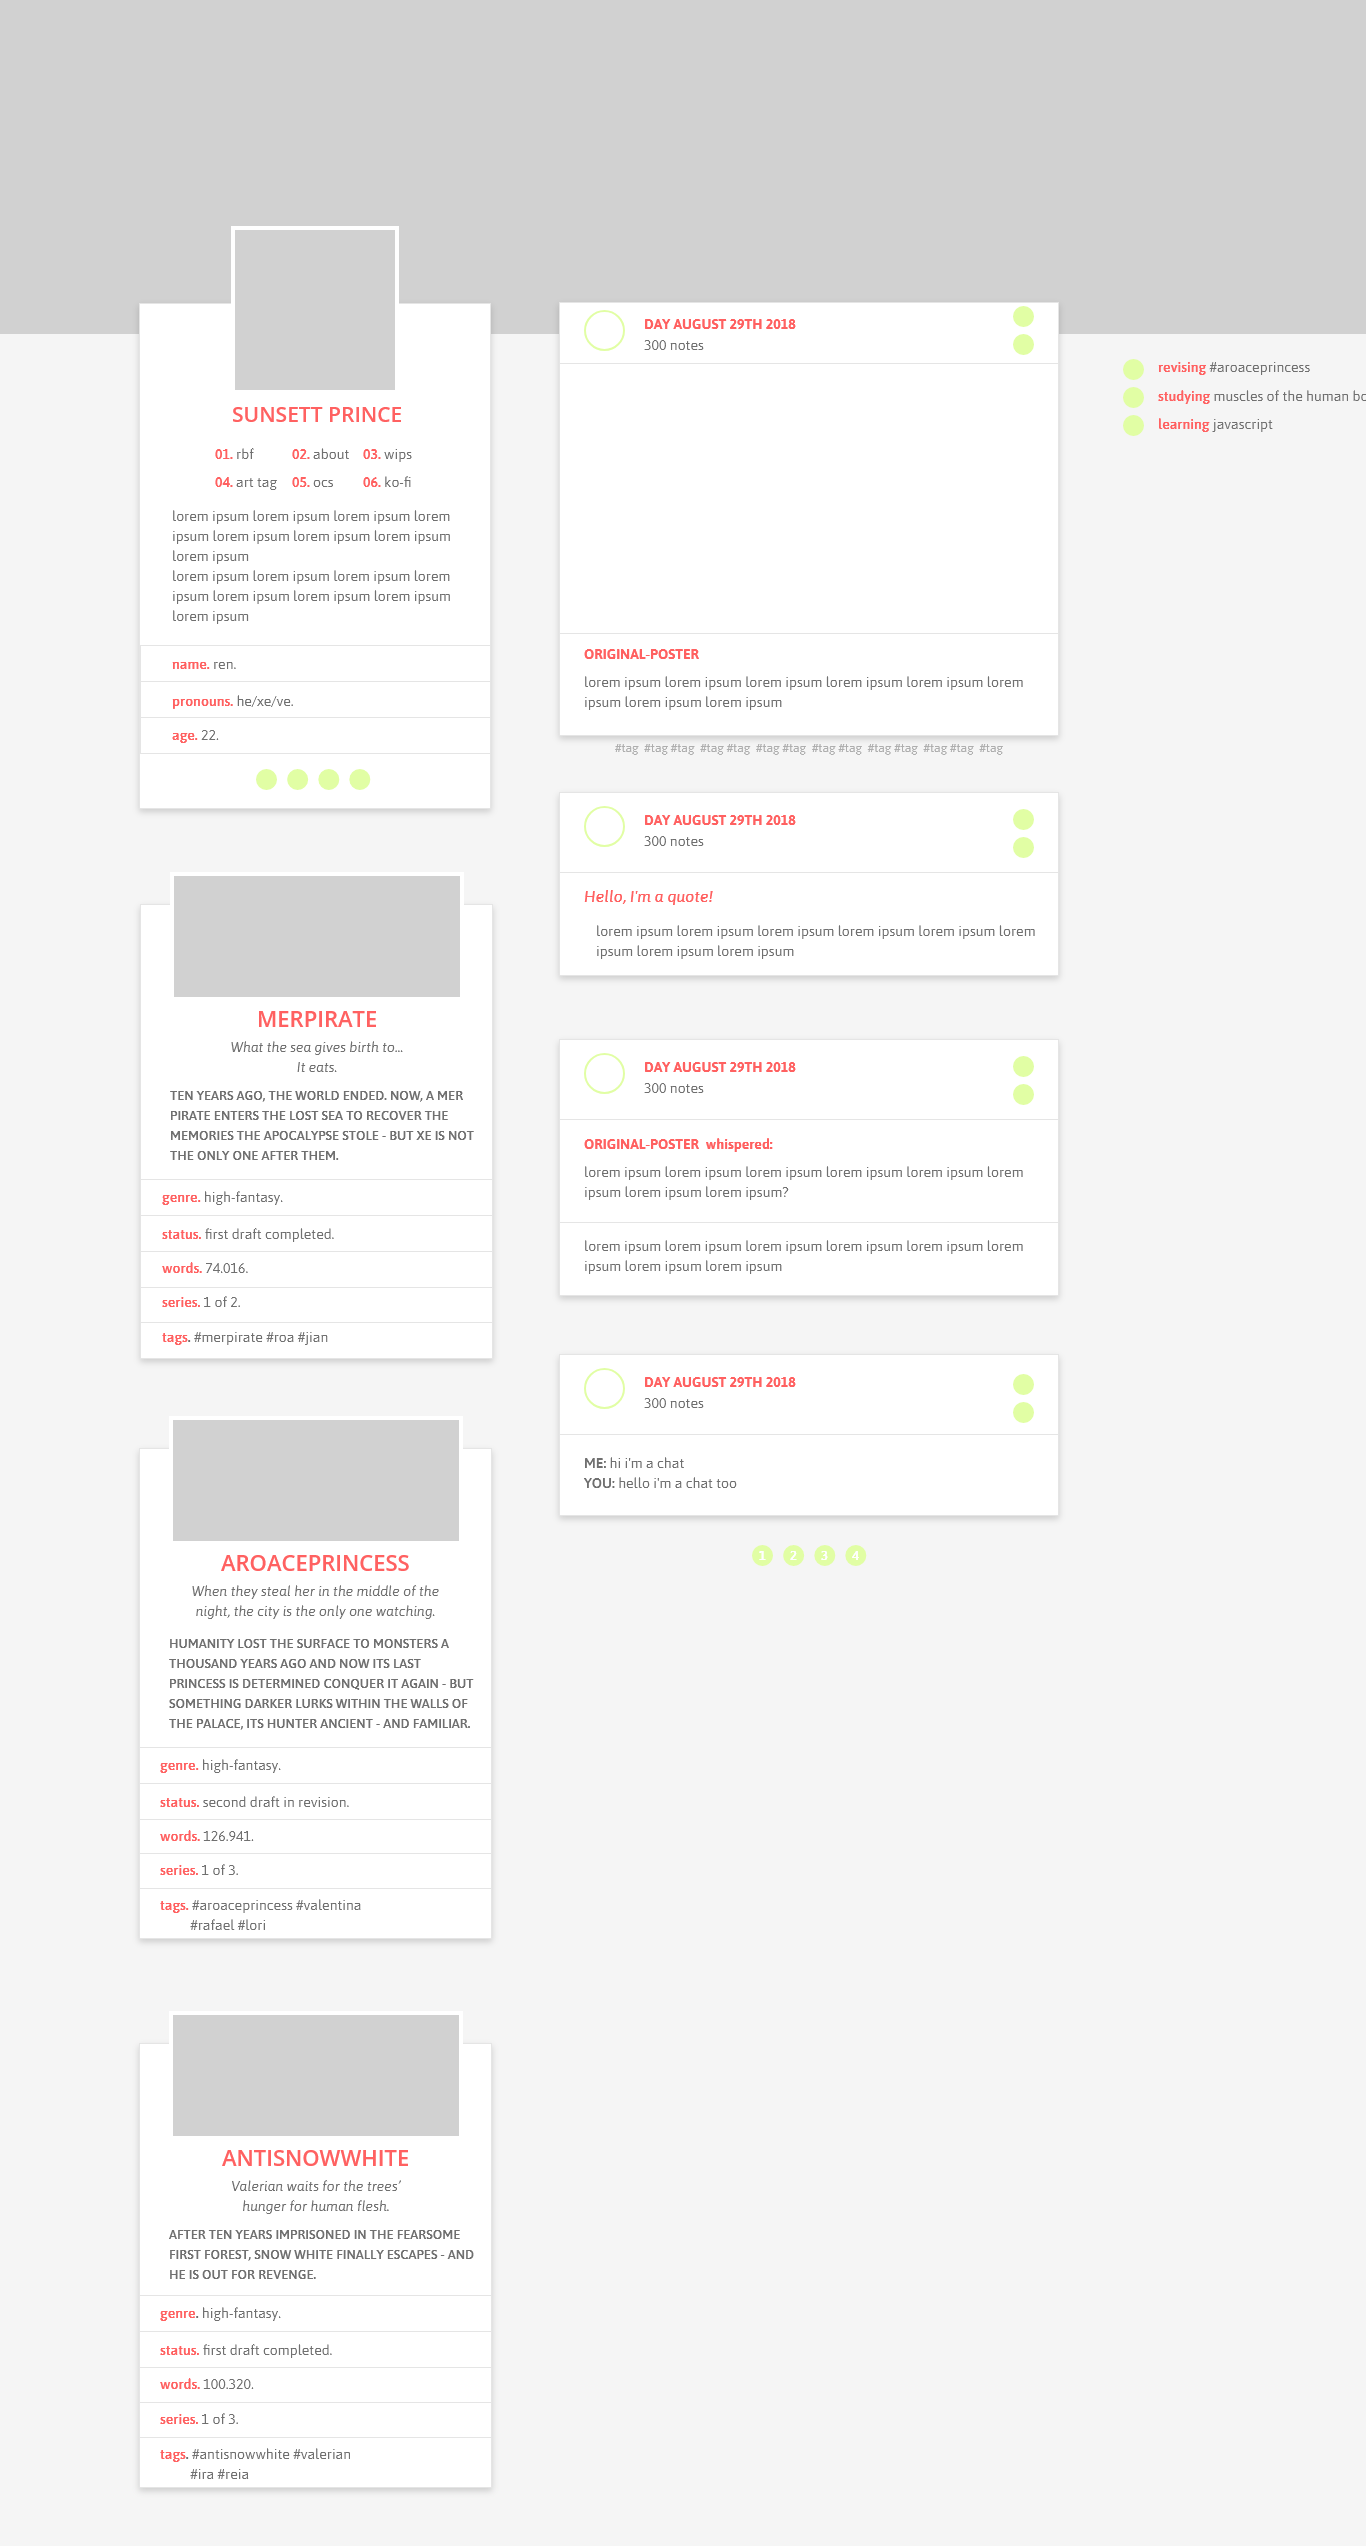 SUNSETT PRINCE
01. rbf 02. about 03. wips
04. art tag 05. ocs 06. ko-fi
lorem ipsum lorem ipsum lorem ipsum lorem
ipsum lorem ipsum lorem ipsum lorem ipsum
lorem ipsum
lorem ipsum lorem ipsum lorem ipsum lorem
ipsum lorem ipsum lorem ipsum lorem ipsum
lorem ipsum
name. ren.
pronouns. he/xe/ve.
age. 22.
MERPIRATE
What the sea gives birth to...
It eats.
TEN YEARS AGO, THE WORLD ENDED. NOW, A MER
PIRATE ENTERS THE LOST SEA TO RECOVER THE
MEMORIES THE APOCALYPSE STOLE - BUT XE IS NOT
THE ONLY ONE AFTER THEM.
genre. high-fantasy.
status. first draft completed.
words. 74.016.
series. 1 of 2.
tags. #merpirate #roa #jian
AROACEPRINCESS
When they steal her in the middle of the
night, the city is the only one watching.
HUMANITY LOST THE SURFACE TO MONSTERS A
THOUSAND YEARS AGO AND NOW ITS LAST
PRINCESS IS DETERMINED CONQUER IT AGAIN - BUT
SOMETHING DARKER LURKS WITHIN THE WALLS OF
THE PALACE, ITS HUNTER ANCIENT - AND FAMILIAR.
genre. high-fantasy.
status. second draft in revision.
words. 126.941.
series. 1 of 3.
tags. #aroaceprincess #valentina
#rafael #lori
ANTISNOWWHITE
Valerian waits for the trees’
hunger for human flesh.
AFTER TEN YEARS IMPRISONED IN THE FEARSOME
FIRST FOREST, SNOW WHITE FINALLY ESCAPES - AND
HE IS OUT FOR REVENGE.
genre. high-fantasy.
status. first draft completed.
words. 100.320.
series. 1 of 3.
tags. #antisnowwhite #valerian
#ira #reia
DAY AUGUST 29TH 2018
300 notes
ORIGINAL-POSTER
lorem ipsum lorem ipsum lorem ipsum lorem ipsum lorem ipsum lorem
ipsum lorem ipsum lorem ipsum
#tag #tag #tag #tag #tag #tag #tag #tag #tag #tag #tag #tag #tag #tag
DAY AUGUST 29TH 2018
300 notes
Hello, I'm a quote!
lorem ipsum lorem ipsum lorem ipsum lorem ipsum lorem ipsum lorem
ipsum lorem ipsum lorem ipsum
DAY AUGUST 29TH 2018
300 notes
ORIGINAL-POSTER whispered:
lorem ipsum lorem ipsum lorem ipsum lorem ipsum lorem ipsum lorem
ipsum lorem ipsum lorem ipsum?
lorem ipsum lorem ipsum lorem ipsum lorem ipsum lorem ipsum lorem
ipsum lorem ipsum lorem ipsum
DAY AUGUST 29TH 2018
300 notes
ME: hi i'm a chat
YOU: hello i'm a chat too
1 2 3 4
revising #aroaceprincess
studying muscles of the human
learning javascript